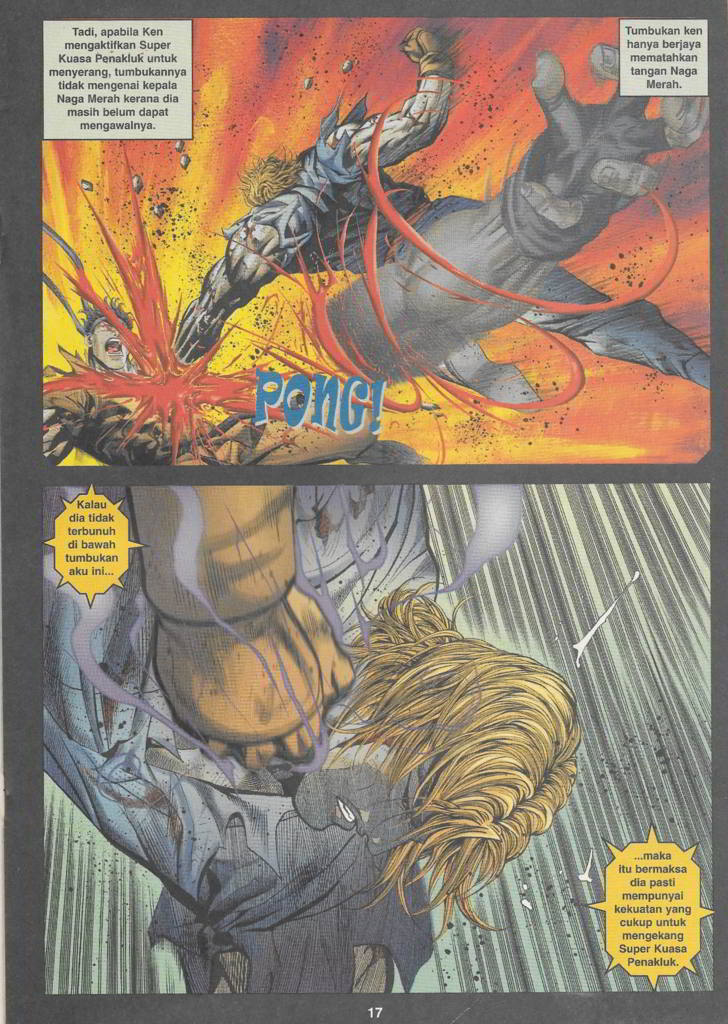 Tadi, apabila Ken
mengaktifkan Super
Kuasa Penakluk untuk
menyerang, tumbukannya
tidak mengenai kepala
Naga Merah kerana dia
masih belum dapat
mengawalnya.
Tumbukan ken
hanya berjaya
mematahkan
tangan Naga
Merah.
PONG!
Kalau
dia tidak
terbunuh
di bawah
tumbukan
aku ini...
...maka
itu bermaksa
dia pasti
mempunyai
kekuatan yang
cukup untuk
mengekang
Super Kuasa
Penakluk.
17